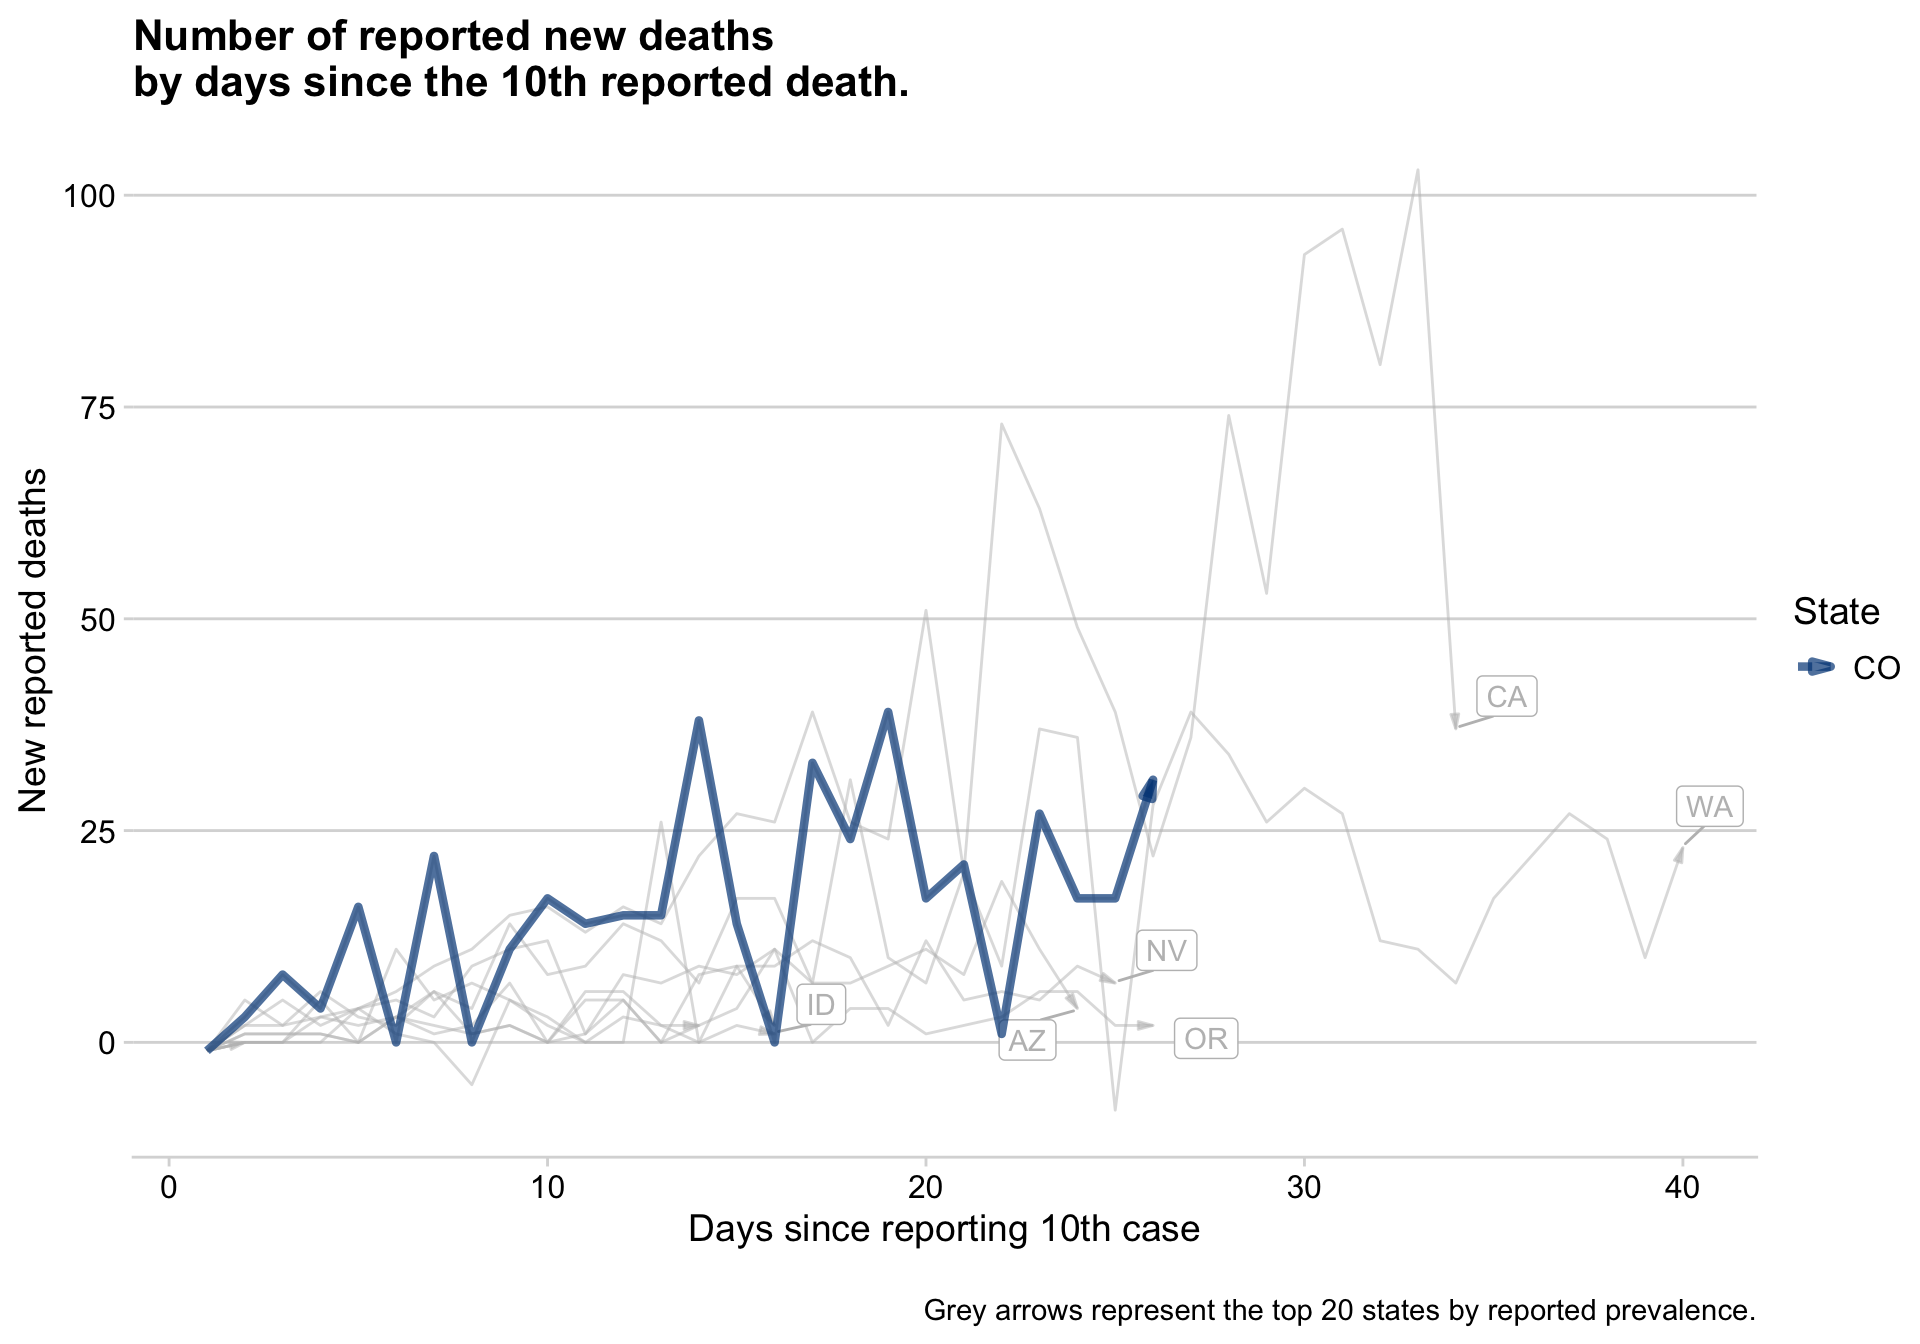 Number of reported new deaths
by days since the 10th reported death.
100
75
50
25
0
New reported deaths
CA
WA
NV
ID
AZ
OR
State
CO
0
10
20
30
40
Days since reporting 10th case
Grey arrows represent the top 20 states by reported prevalence.